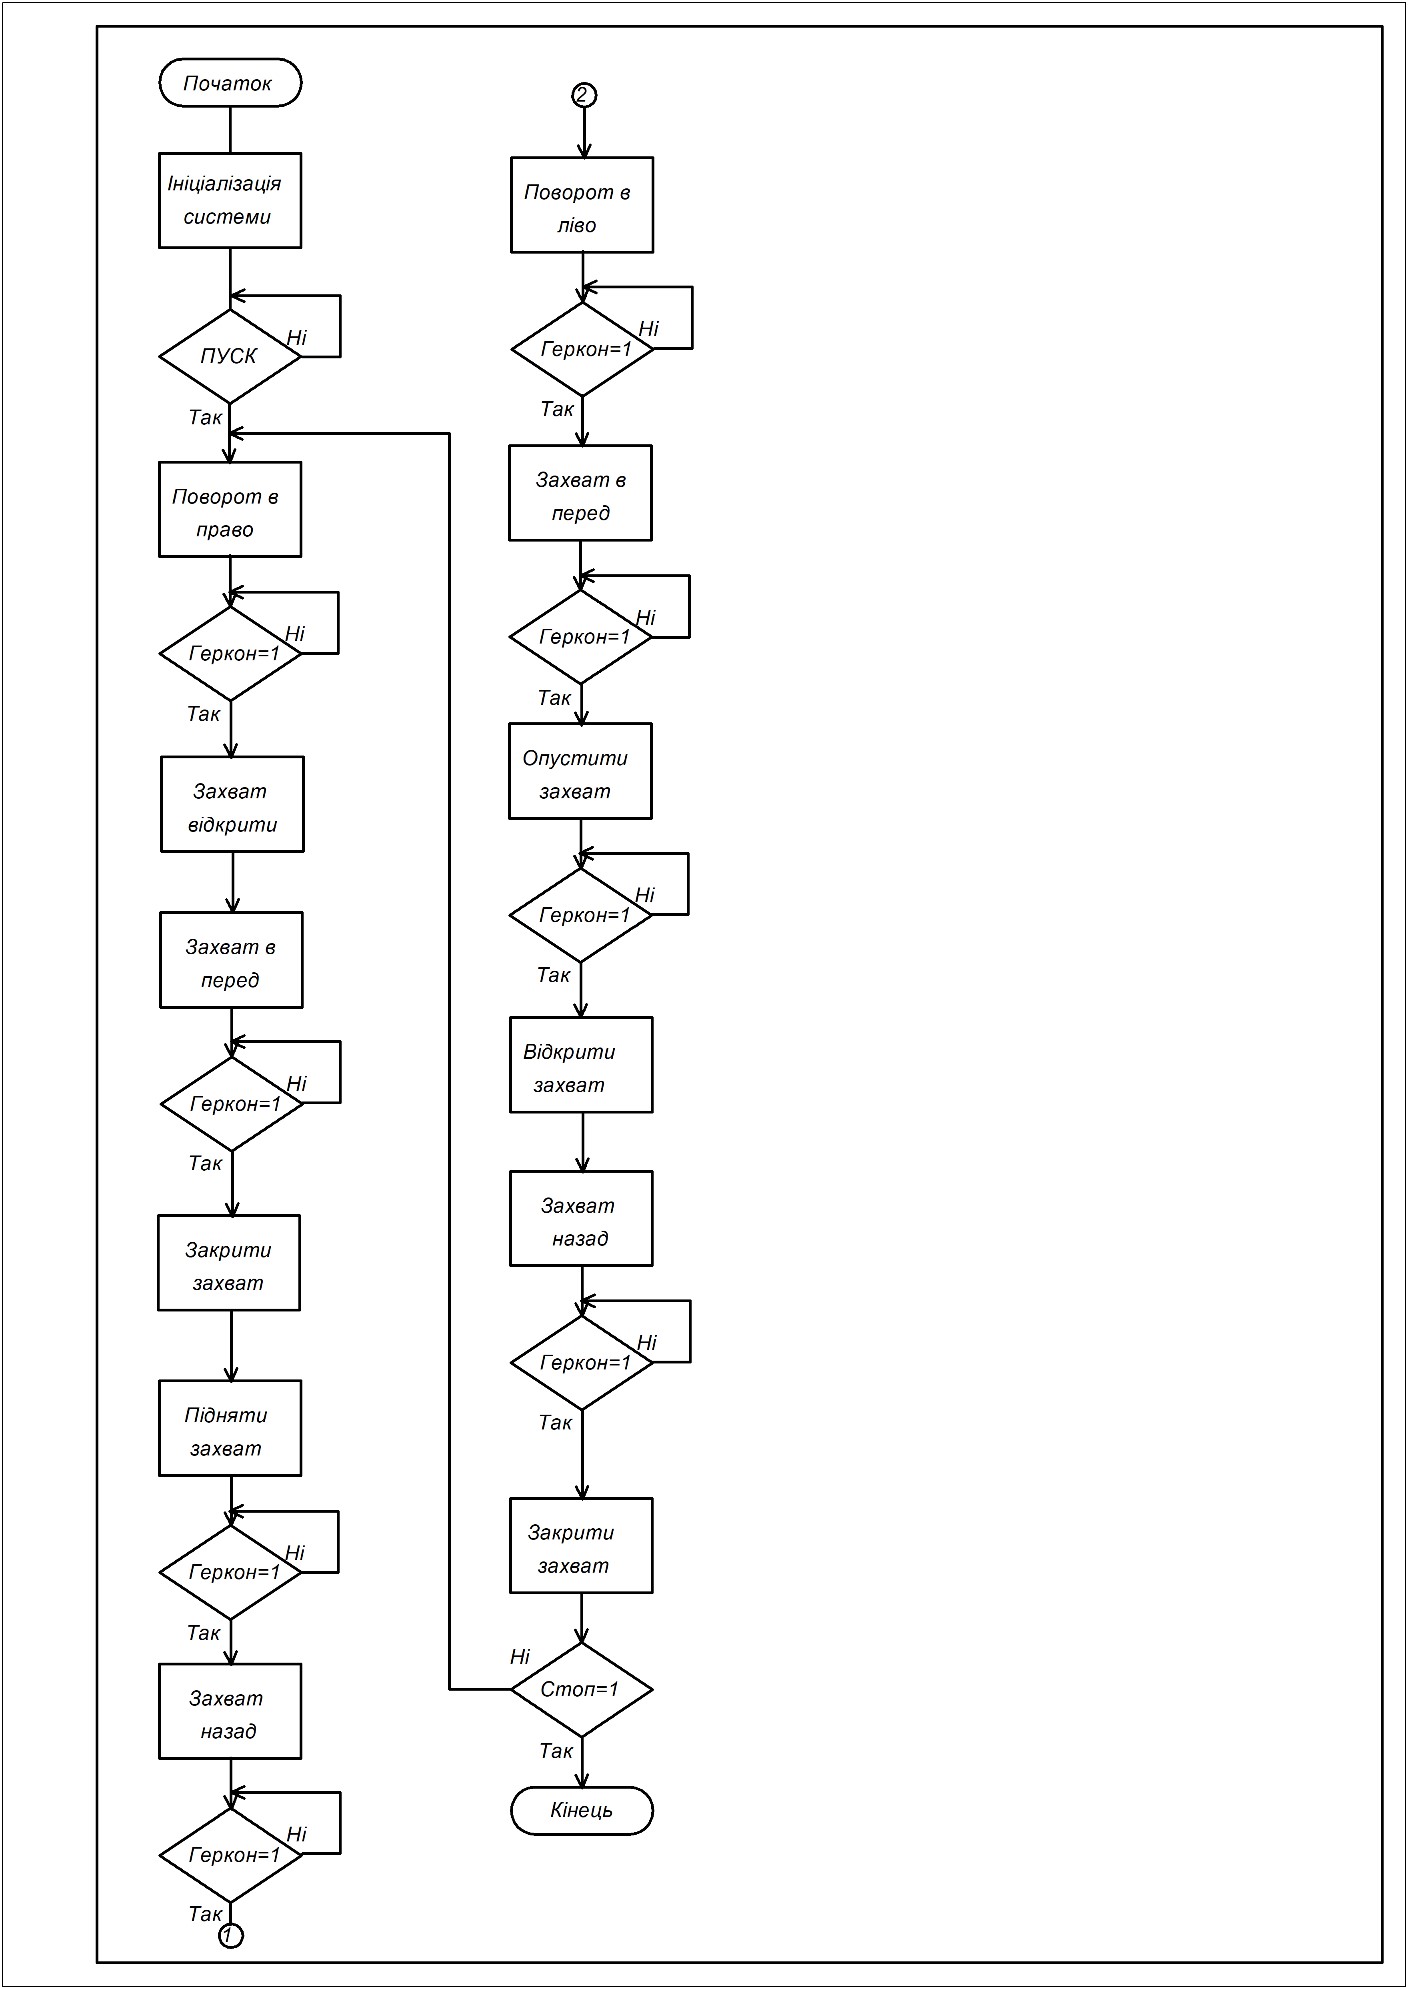 Початок
Ініціалізація
системи
Ні
ПУСК
Так
Поворот в
право
Ні
Геркон=1
Так
Захват
відкрити
Захват в
перед
Ні
Геркон=1
Так
Закрити
захват
Підняти
захват
Ні
Геркон=1
Так
Захват
назад
Ні
Геркон=1
Так
1
2
Поворот в
ліво
Ні
Геркон=1
Так
Захват в
перед
Ні
Геркон=1
Так
Опустити
захват
Ні
Геркон=1
Так
Відкрити
захват
Захват
назад
Ні
Геркон=1
Так
Закрити
захват
Ні
Стоп=1
Так
Кінець